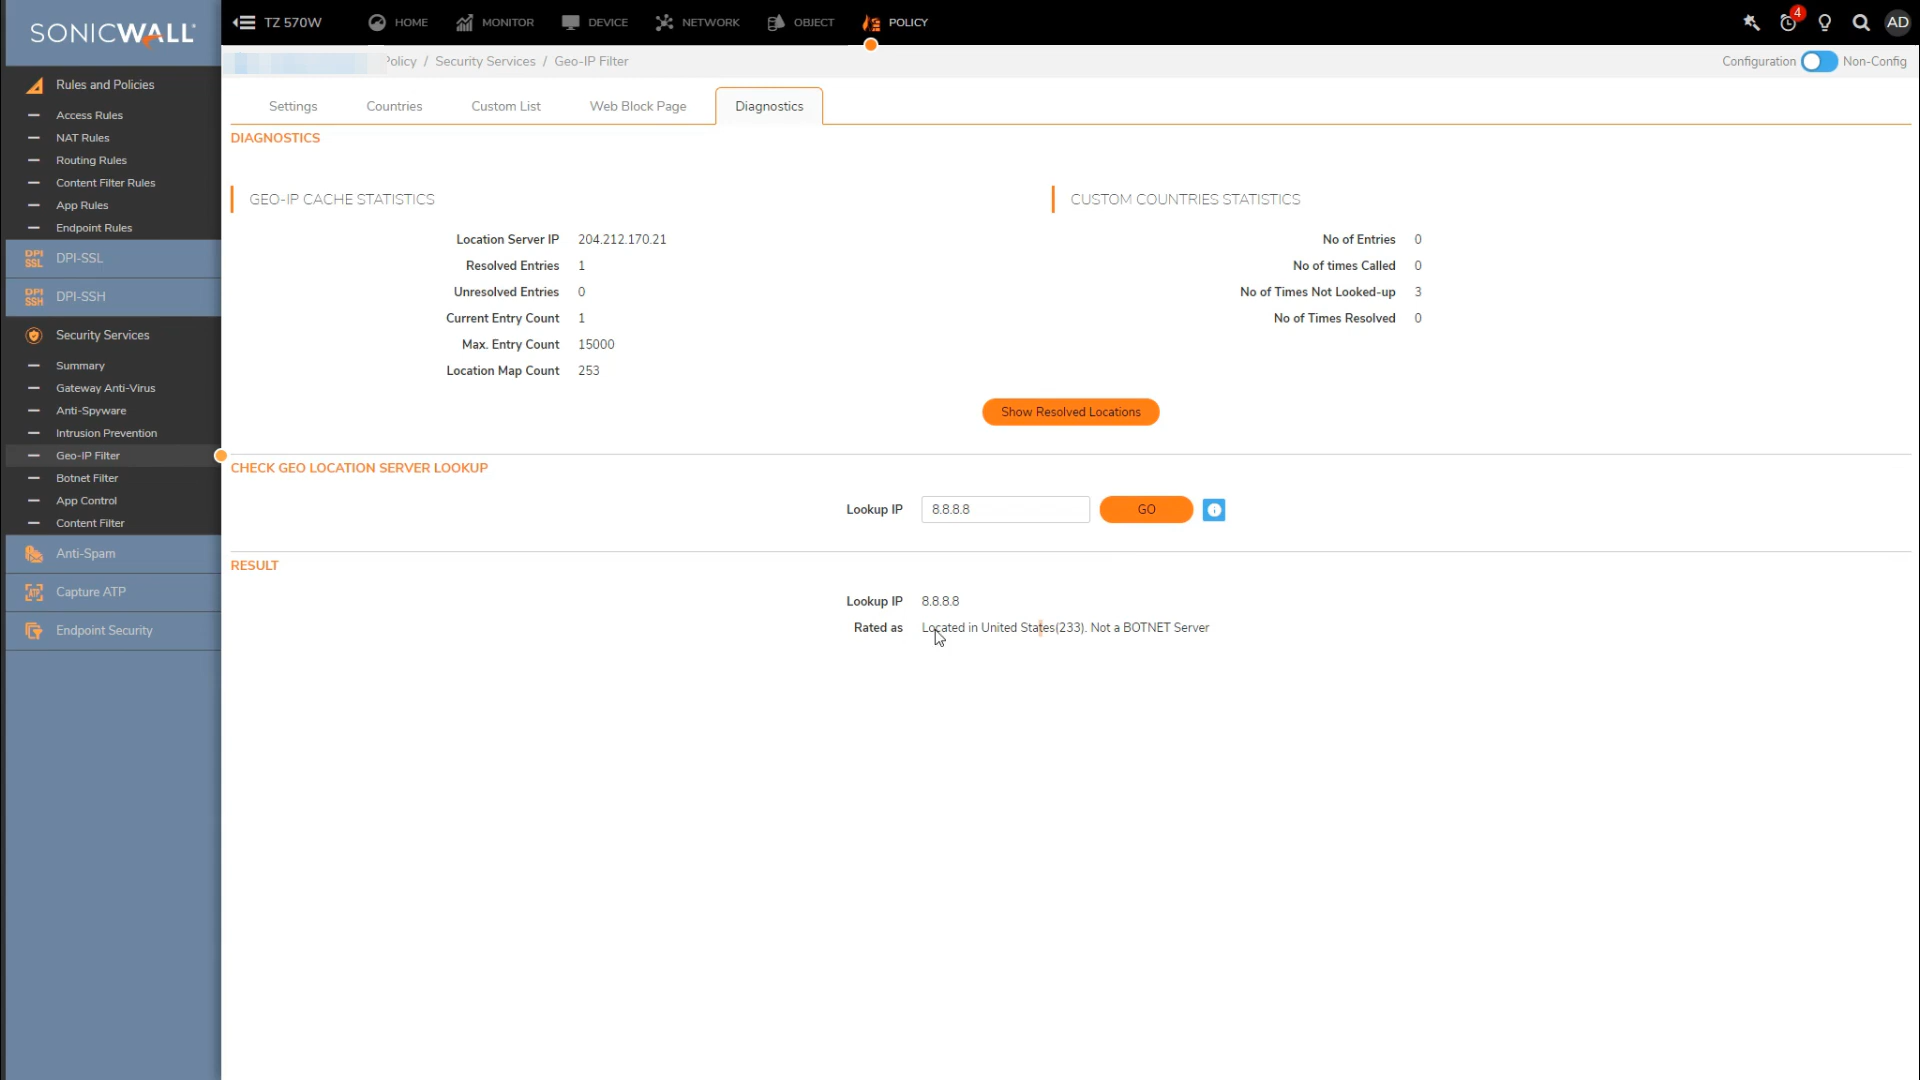 SONICWALL
TZ 570W
HOME
MONITOR
DEVICE
NETWORK
OBJECT
POLICY
4
AD
Policy / Security Services / Geo-IP Filter
Configuration
Non-Config
Rules and Policies
Access Rules
NAT Rules
Routing Rules
Content Filter Rules
App Rules
Endpoint Rules
DPI SSL
DPI-SSL
DPI SSH
DPI-SSH
Security Services
Summary
Gateway Anti-Virus
Anti-Spyware
Intrusion Prevention
Geo-IP Filter
Botnet Filter
App Control
Content Filter
Anti-Spam
ATP
Capture ATP
Endpoint Security
Settings
Countries
Custom List
Web Block Page
Diagnostics
DIAGNOSTICS
GEO-IP CACHE STATISTICS
Location Server IP 204.212.170.21
Resolved Entries 1
Unresolved Entries 0
Current Entry Count 1
Max. Entry Count 15000
Location Map Count 253
CUSTOM COUNTRIES STATISTICS
No of Entries 0
No of times Called 0
No of Times Not Looked-up 3
No of Times Resolved 0
Show Resolved Locations
CHECK GEO LOCATION SERVER LOOKUP
Lookup IP 8.8.8.8 GO
RESULT
Lookup IP 8.8.8.8
Rated as Located in United States(233). Not a BOTNET Server